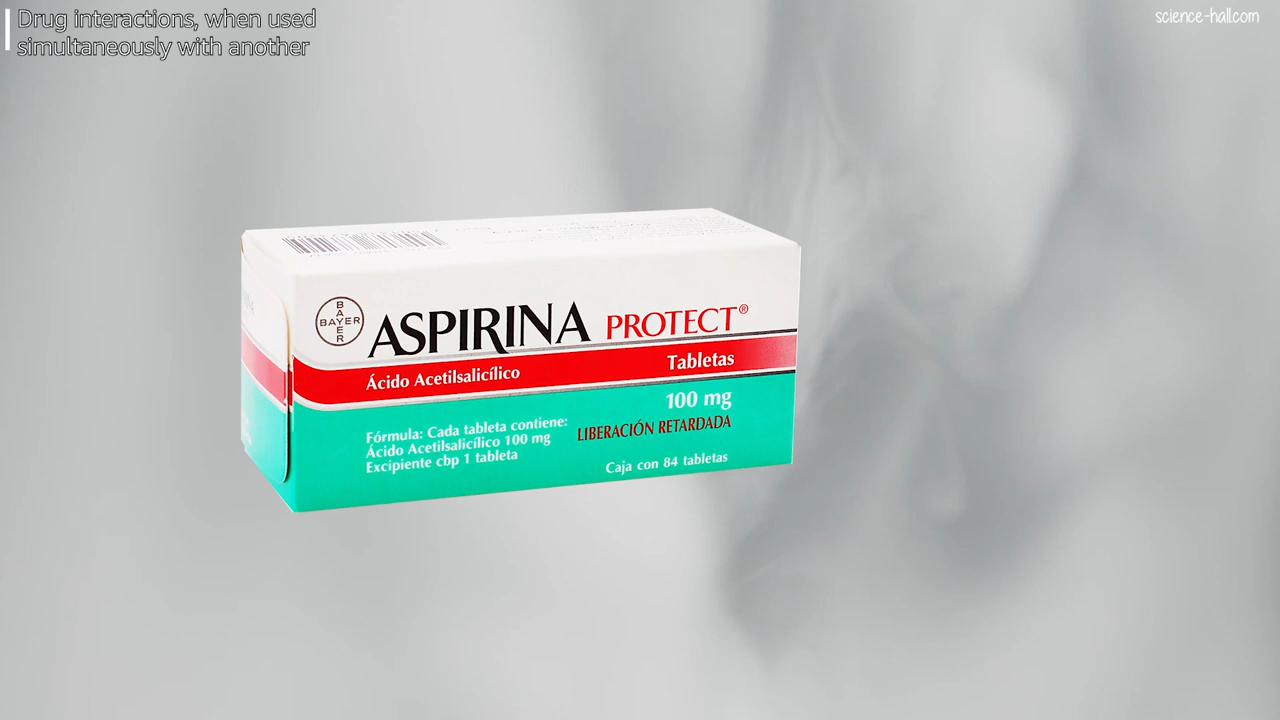 Drug interactions, when used
simultaneously with another
science-hall.com
BAYER
BAYER
ASPIRINA PROTECT®
Ácido Acetilsalicílico
Tabletas
100 mg
LIBERACIÓN RETARDADA
Fórmula: Cada tableta contiene:
Ácido Acetilsalicílico 100 mg
Excipiente cbp 1 tableta
Caja con 84 tabletas